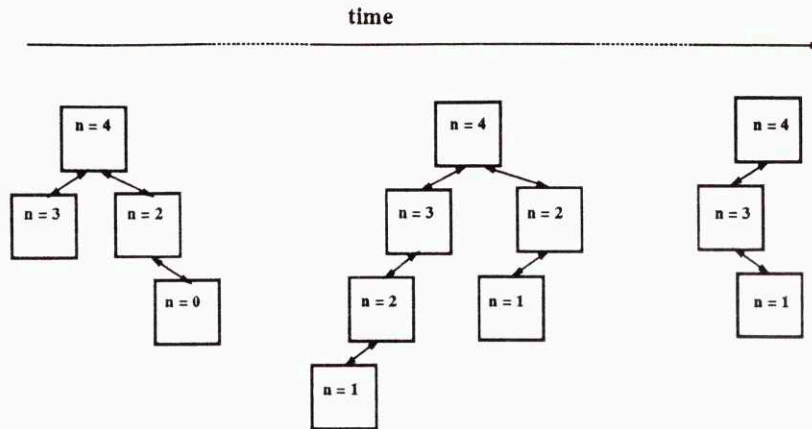 time
n = 4
n = 3
n = 2
n = 0
n = 4
n = 3
n = 2
n = 2
n = 1
n = 1
n = 4
n = 3
n = 1